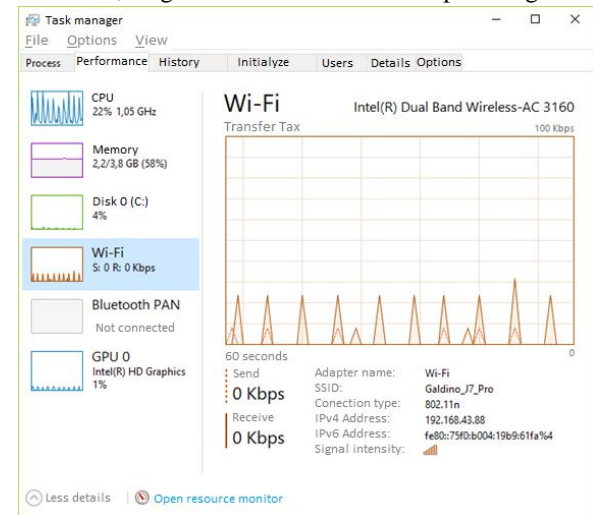 Task manager
File Options View
Process Performance History Initialyze Users Details Options
CPU
22% 1,05 GHz
Memory
2,2/3,8 GB (58%)
Disk 0 (C:)
4%
Wi-Fi
S: 0 R: 0 Kbps
Bluetooth PAN
Not connected
GPU 0
Intel(R) HD Graphics
1%
Wi-Fi Intel(R) Dual Band Wireless-AC 3160
Transfer Tax 100 Kbps
60 seconds 0
Send
0 Kbps
Receive
0 Kbps
Adapter name: Wi-Fi
SSID: Galdino_J7_Pro
Conection type: 802.11n
IPv4 Address: 192.168.43.88
IPv6 Address: fe80::75f0:b004:19b9:61fa%4
Signal intensity:
Less details Open resource monitor